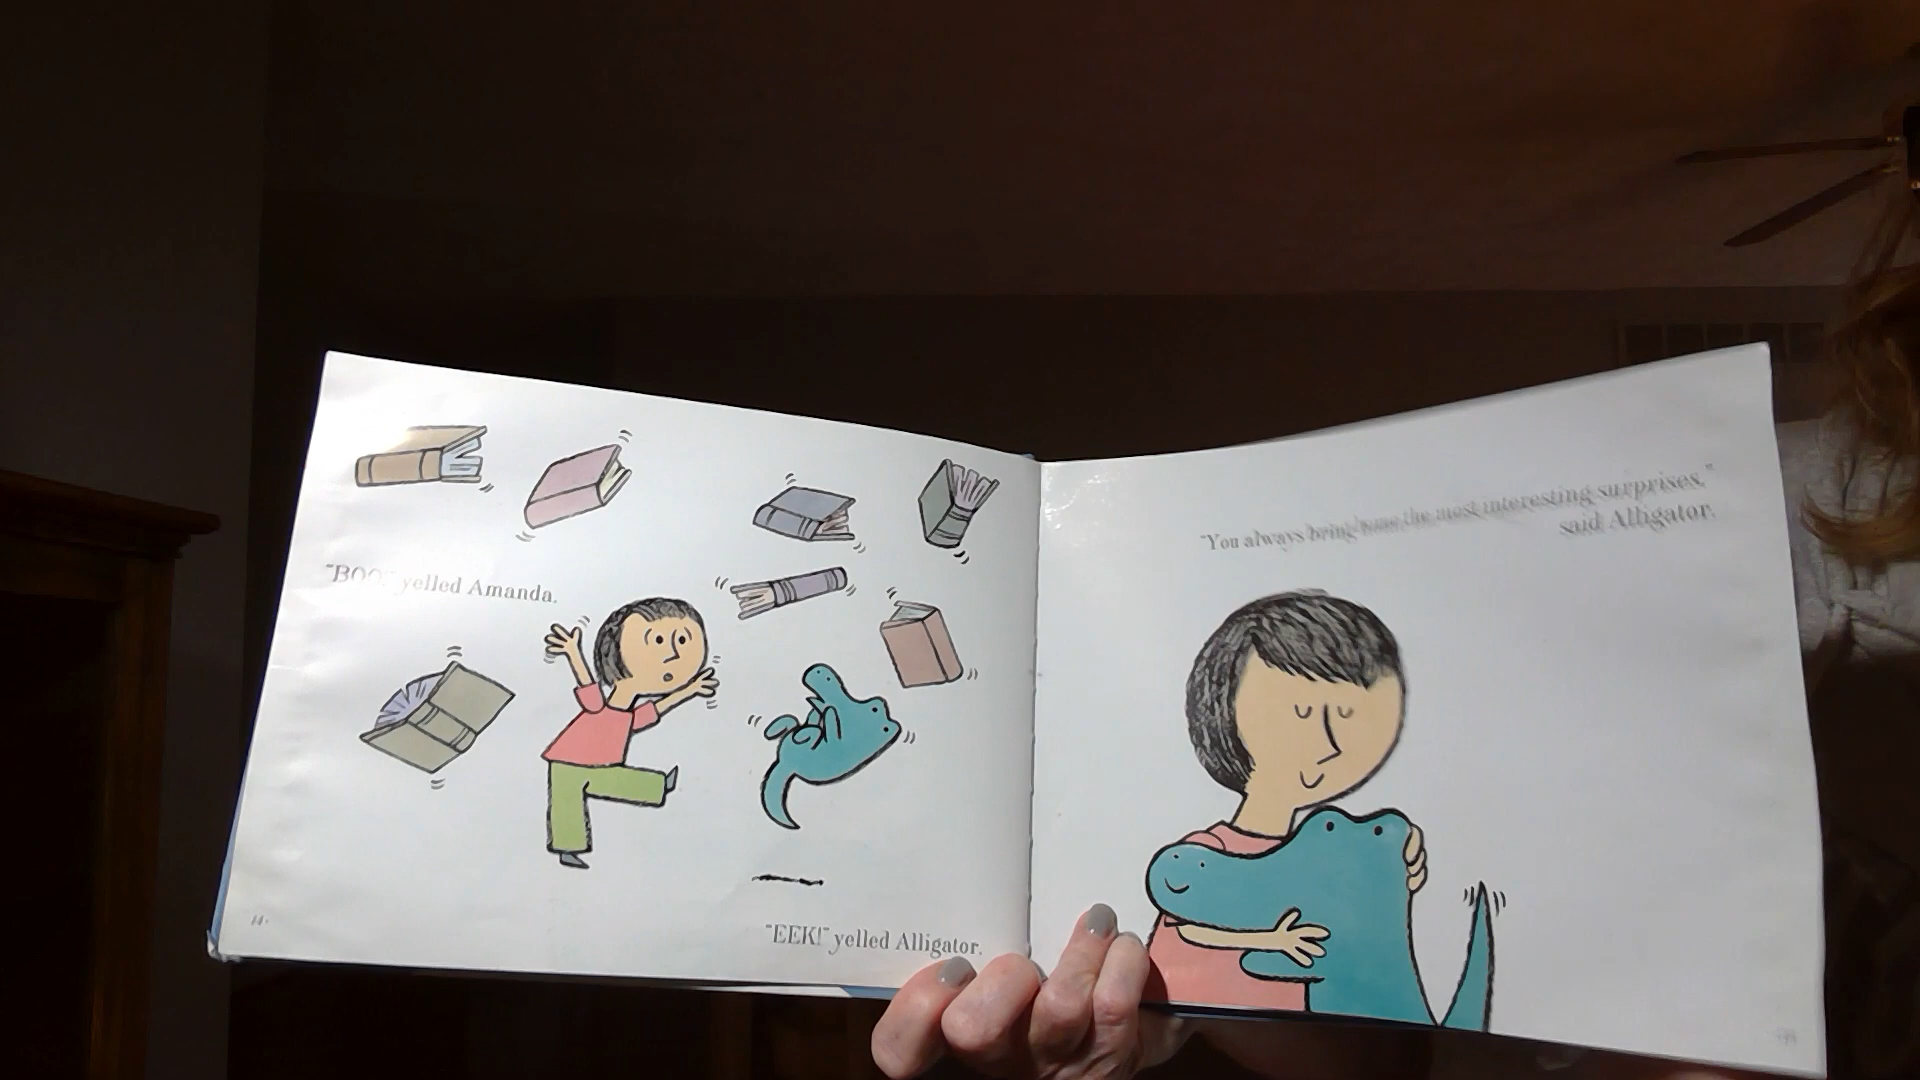 "BOO!" yelled Amanda.
"EEK!" yelled Alligator.
"You always bring home the most interesting surprises,"
said Alligator.